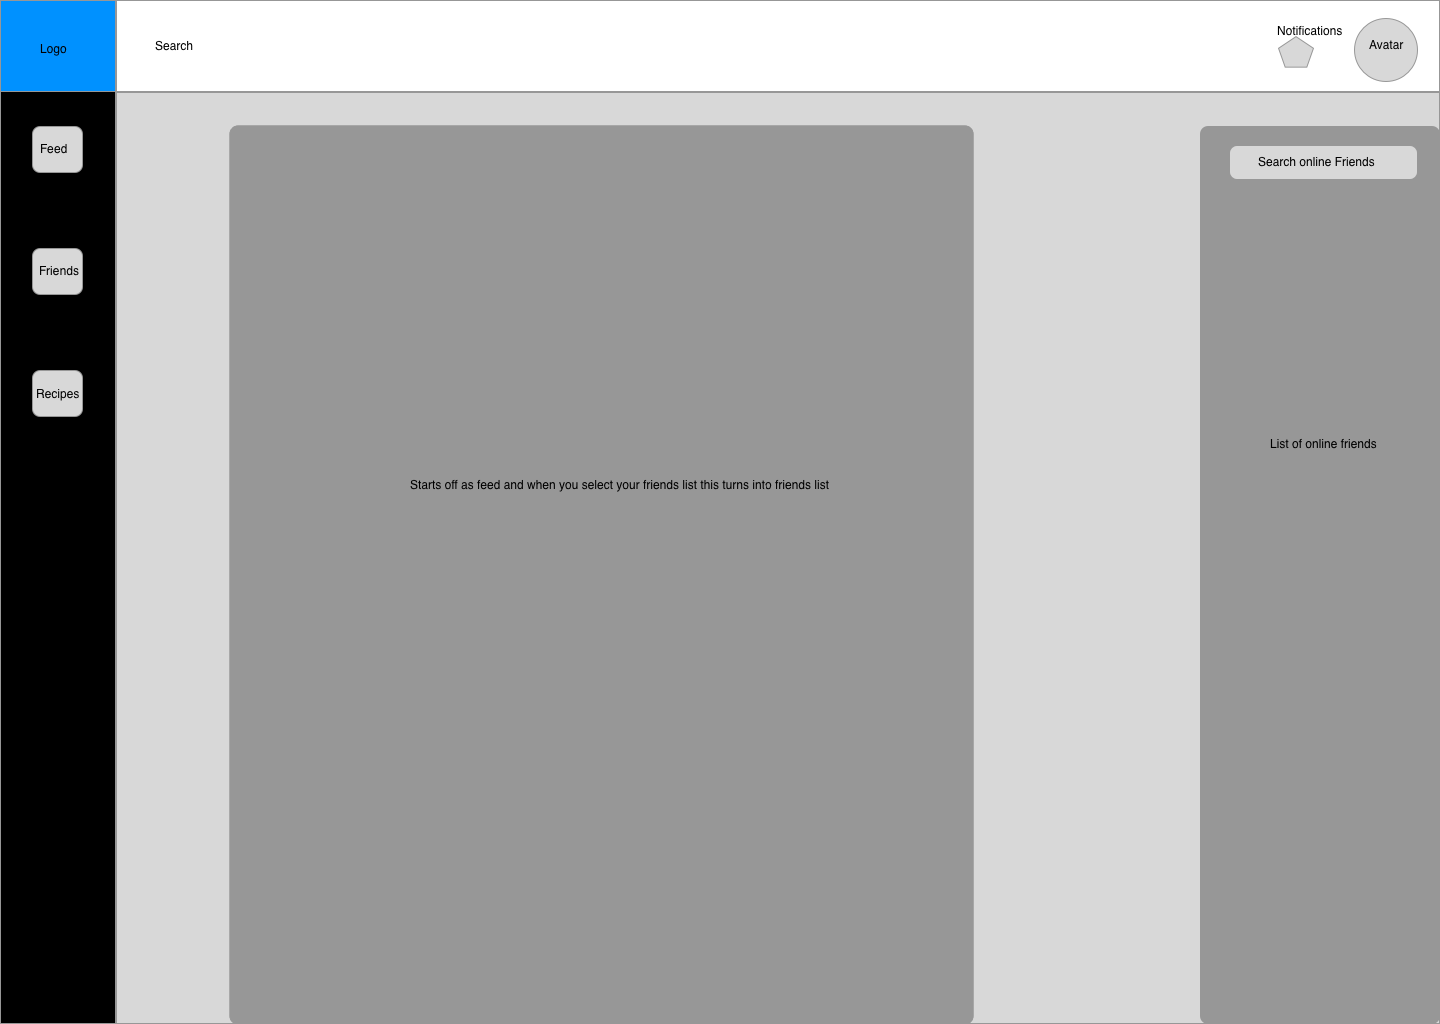 Logo
Search
Notifications
Avatar
Feed
Friends
Recipes
Starts off as feed and when you select your friends list this turns into friends list
Search online Friends
List of online friends